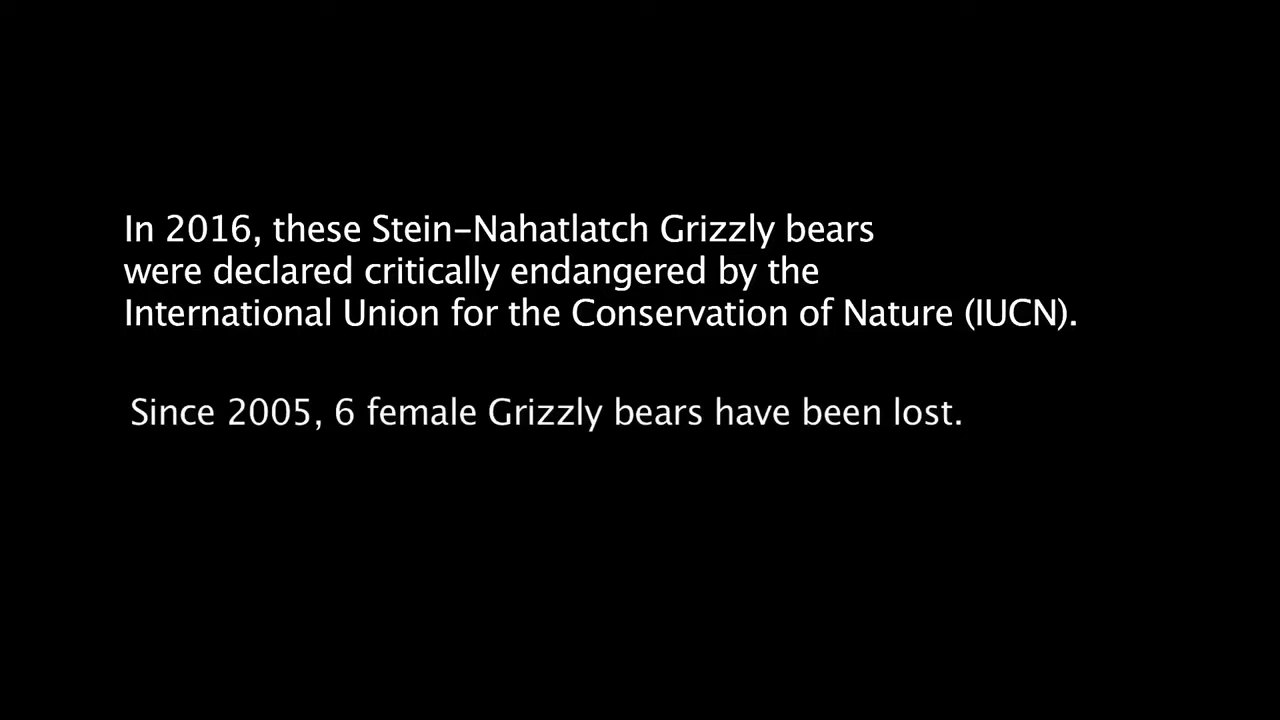 In 2016, these Stein-Nahatlatch Grizzly bears
were declared critically endangered by the
International Union for the Conservation of Nature (IUCN).
Since 2005, 6 female Grizzly bears have been lost.